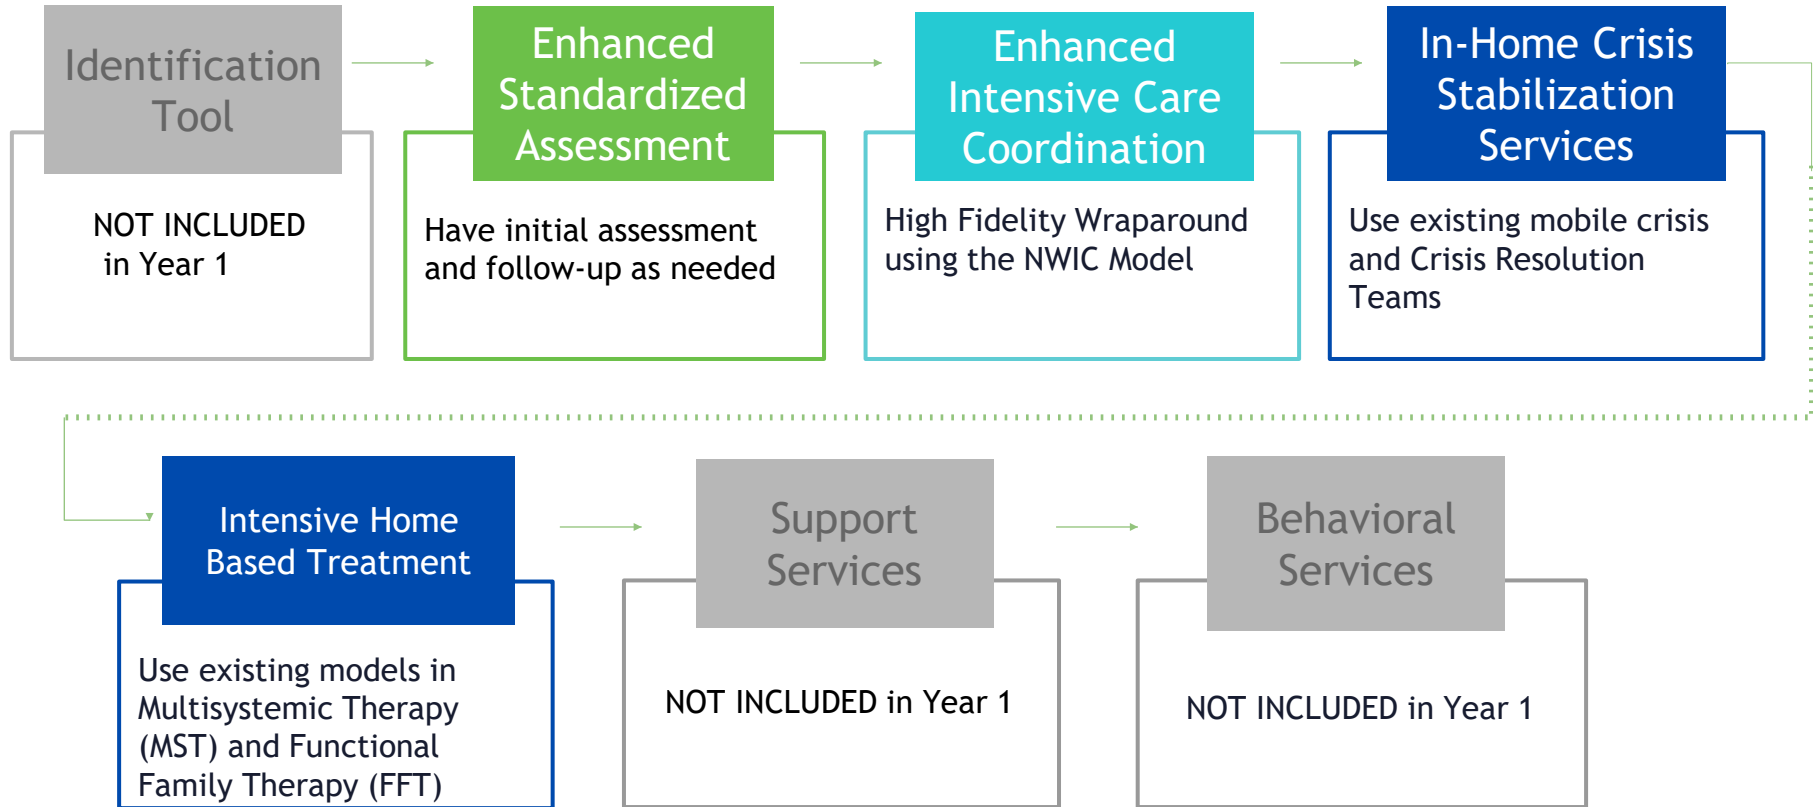 Identification
Tool
NOT INCLUDED
in Year 1
Enhanced
Standardized
Assessment
Have initial assessment
and follow-up as needed
Enhanced
Intensive Care
Coordination
High Fidelity Wraparound
using the NWIC Model
In-Home Crisis
Stabilization
Services
Use existing mobile crisis
and Crisis Resolution
Teams
Intensive Home
Based Treatment
Use existing models in
Multisystemic Therapy
(MST) and Functional
Family Therapy (FFT)
Support
Services
NOT INCLUDED in Year 1
Behavioral
Services
NOT INCLUDED in Year 1